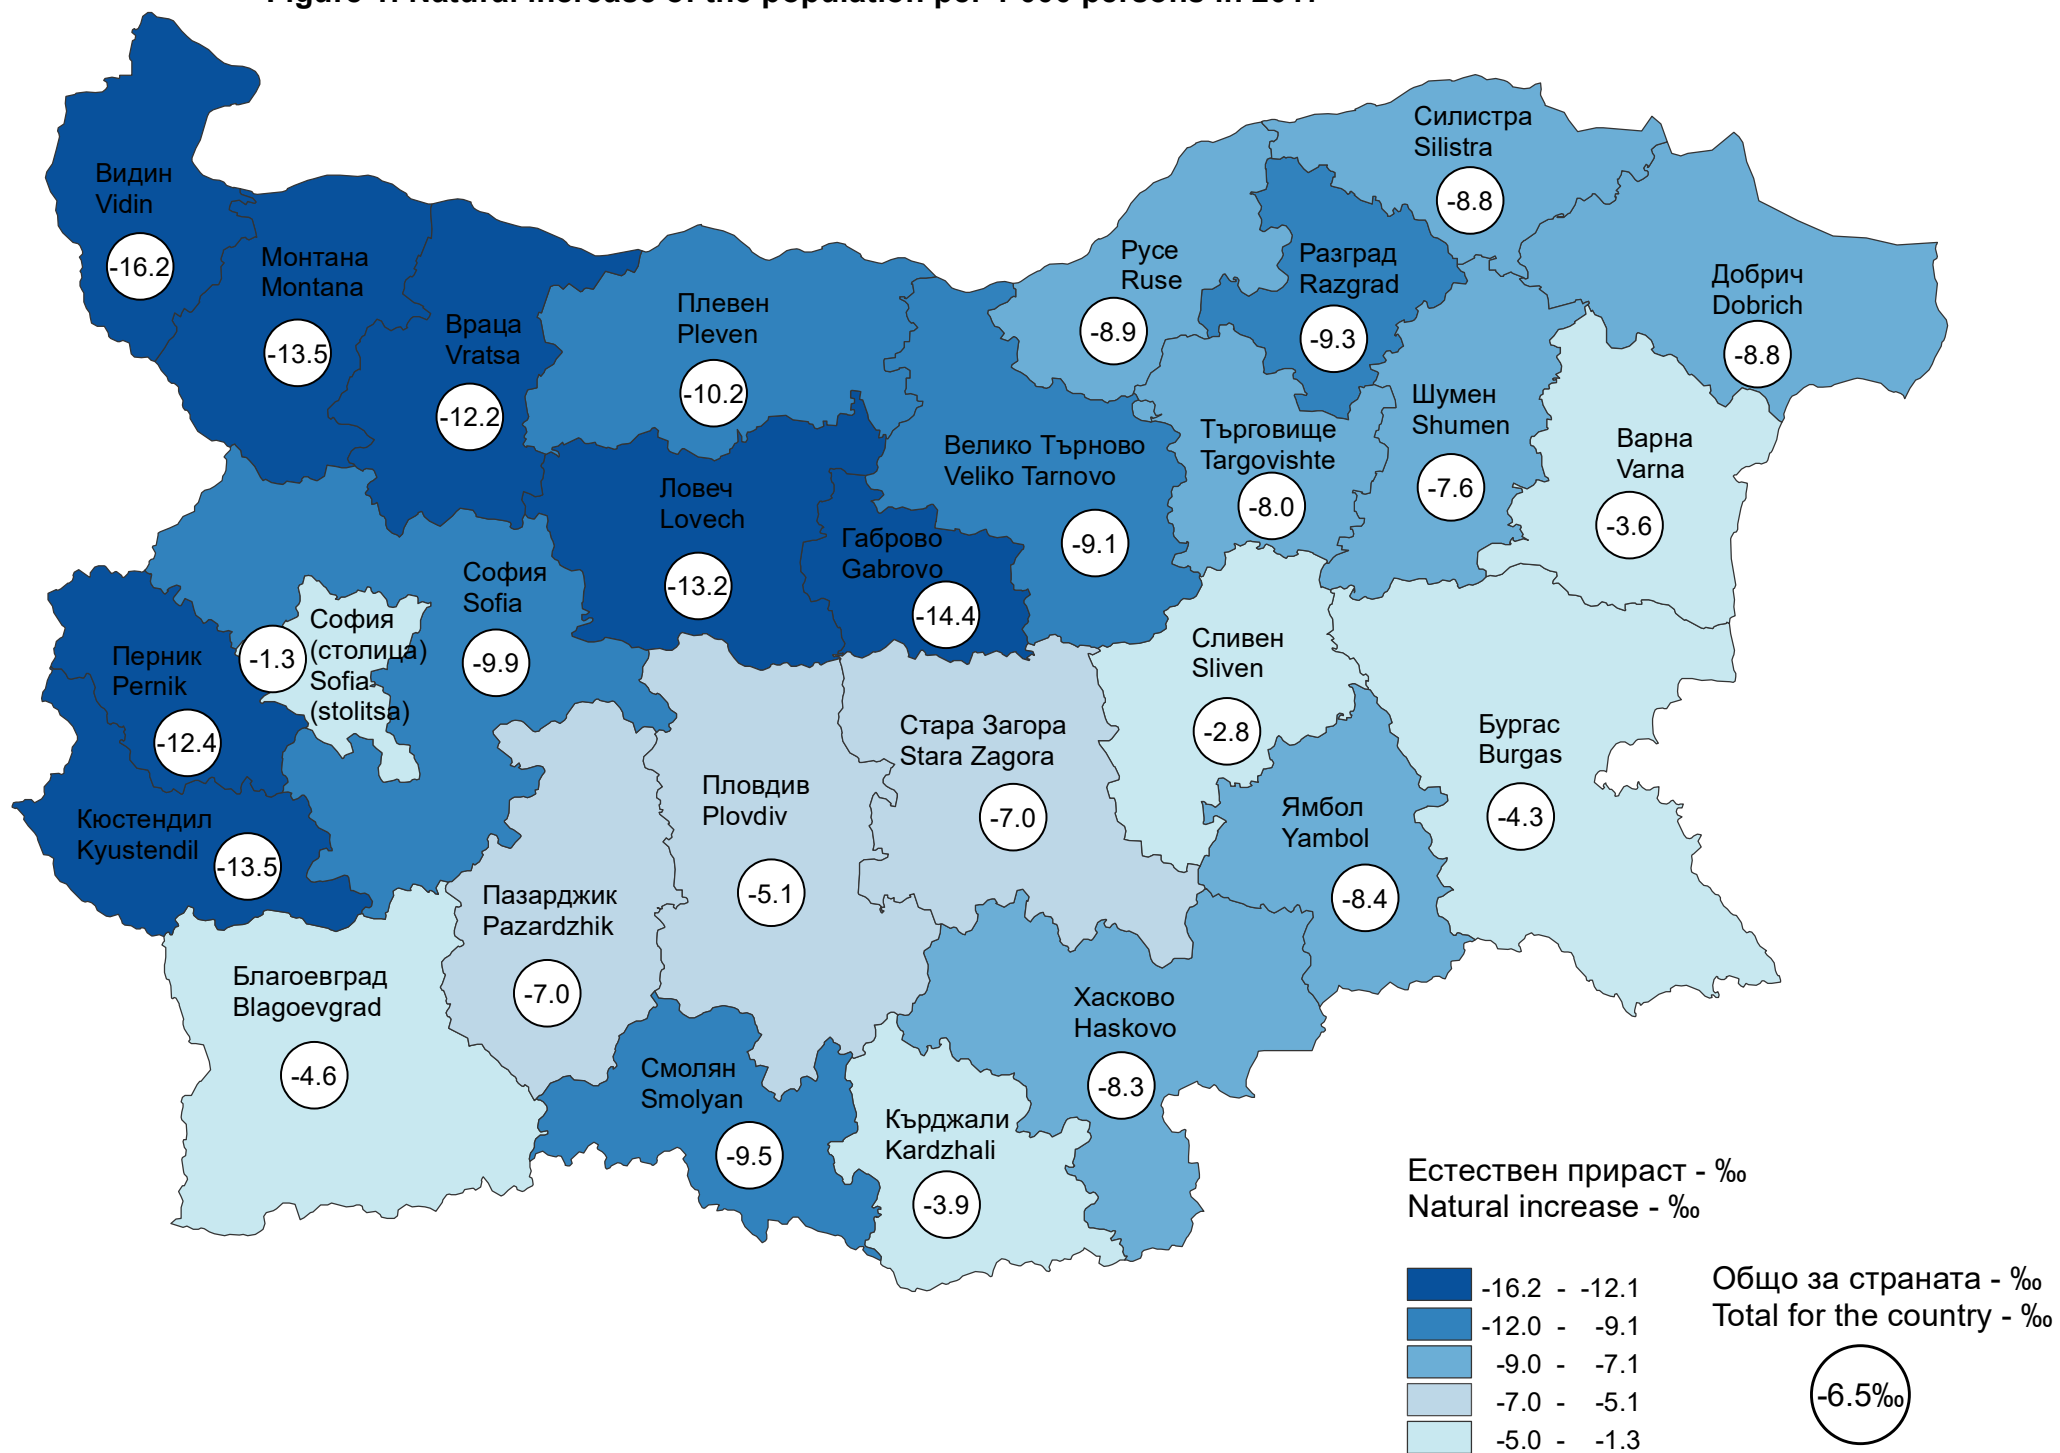 Видин
Vidin
-16.2
Монтана
Montana
-13.5
Враца
Vratsa
-12.2
Плевен
Pleven
-10.2
Ловеч
Lovech
-13.2
Габрово
Gabrovo
-14.4
Велико Търново
Veliko Tarnovo
-9.1
Русе
Ruse
-8.9
Разград
Razgrad
-9.3
Силистра
Silistra
-8.8
Добрич
Dobrich
-8.8
Търговище
Targovishte
-8.0
Шумен
Shumen
-7.6
Варна
Varna
-3.6
София
Sofia
-9.9
София
(столица)
Sofia-
(stolitsa)
-1.3
Перник
Pernik
-12.4
Кюстендил
Kyustendil
-13.5
Благоевград
Blagoevgrad
-4.6
Пазарджик
Pazardzhik
-7.0
Пловдив
Plovdiv
-5.1
Стара Загора
Stara Zagora
-7.0
Сливен
Sliven
-2.8
Ямбол
Yambol
-8.4
Бургас
Burgas
-4.3
Смолян
Smolyan
-9.5
Кърджали
Kardzhali
-3.9
Хасково
Haskovo
-8.3
Естествен прираст - ‰
Natural increase - ‰
-16.2 - -12.1
-12.0 - -9.1
-9.0 - -7.1
-7.0 - -5.1
-5.0 - -1.3
Общо за страната - ‰
Total for the country - ‰
-6.5‰